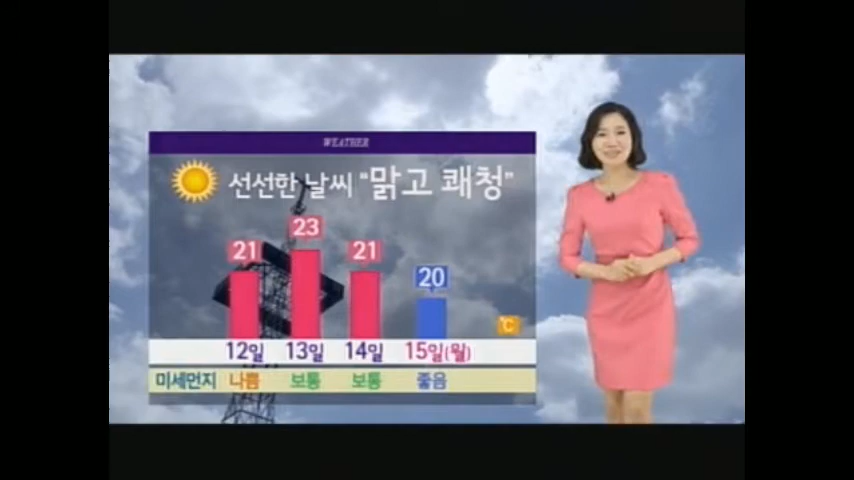 WEATHER
선선한 날씨 “맑고 쾌청”
21 23 21 20
℃
12일 13일 14일 15일(월)
미세먼지 나쁨 보통 보통 좋음